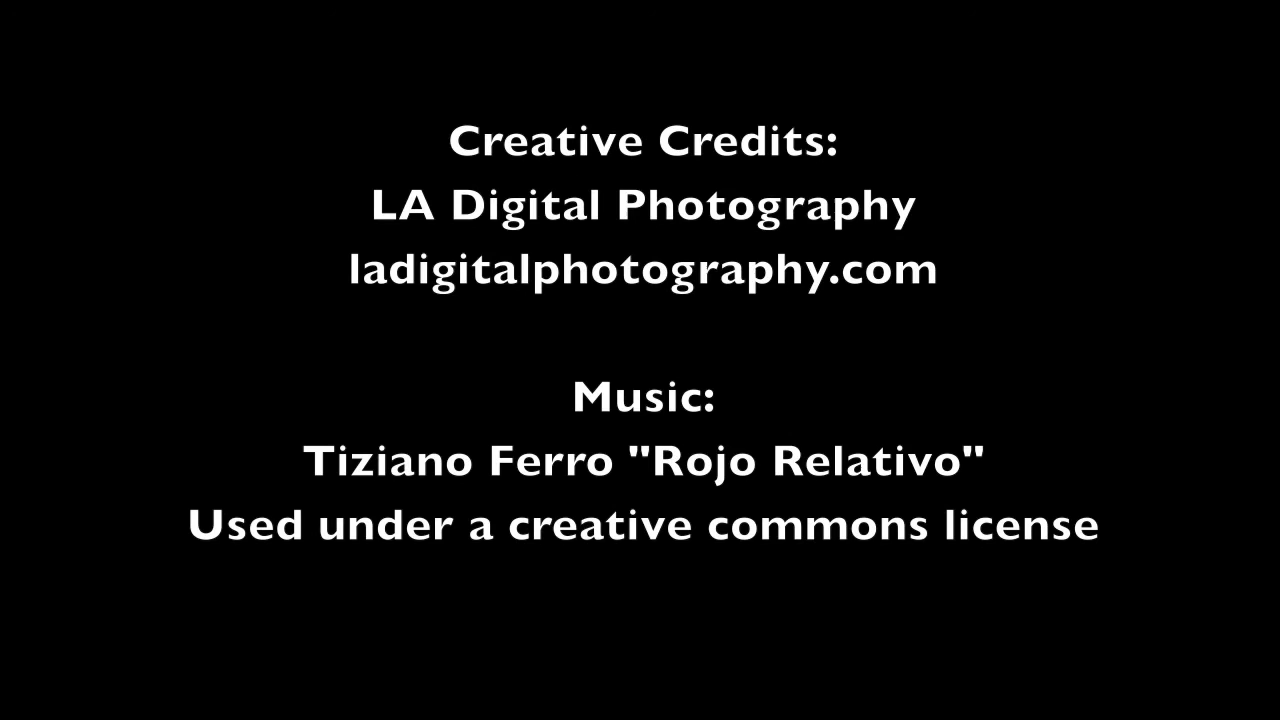 Creative Credits:
LA Digital Photography
ladigitalphotography.com
Music:
Tiziano Ferro "Rojo Relativo"
Used under a creative commons license